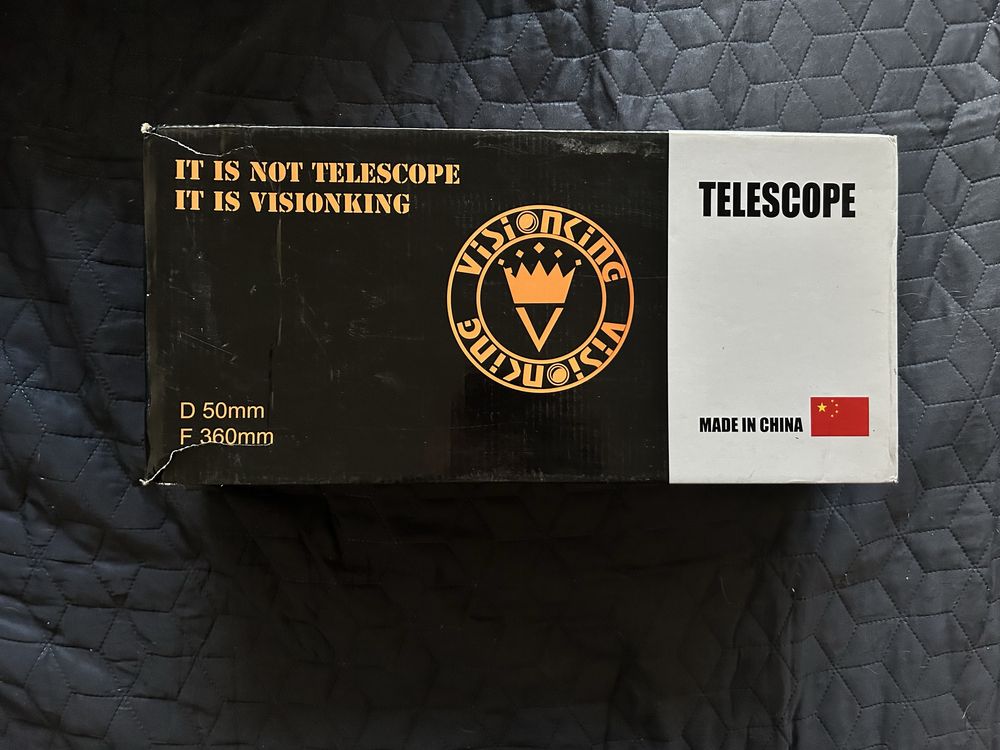 IT IS NOT TELESCOPE
IT IS VISIONKING
VISIONKING
VISIONKING
D 50mm
F 360mm
TELESCOPE
MADE IN CHINA